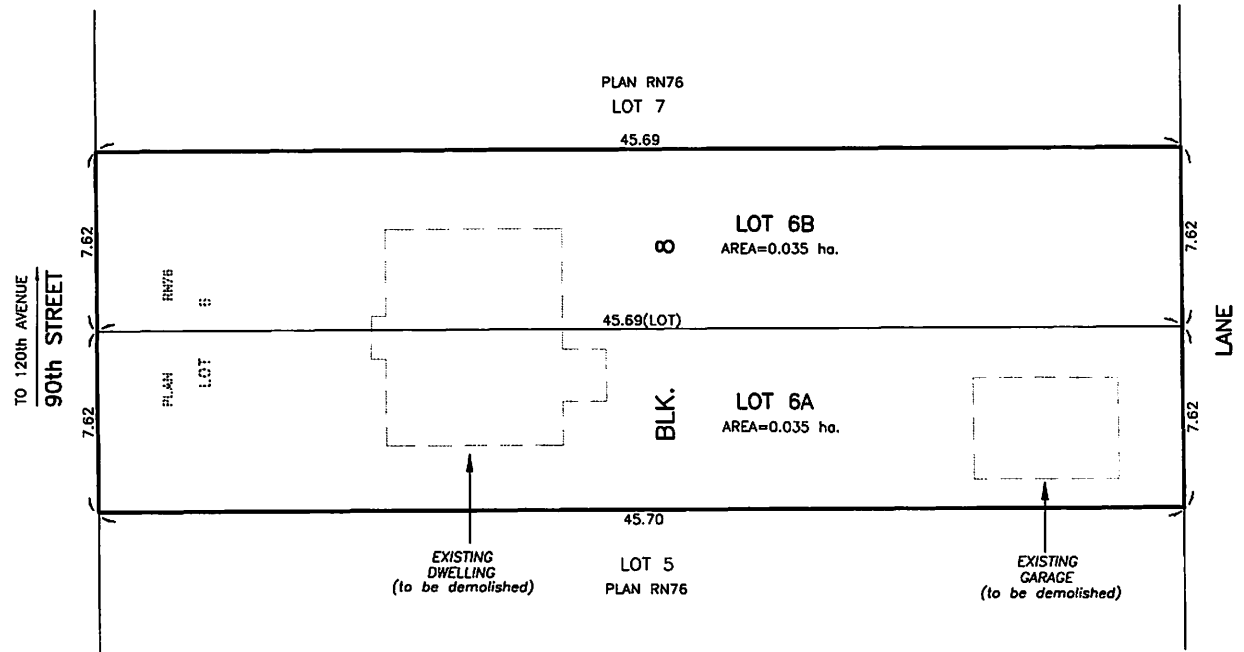 PLAN RN76
LOT 7
45.69
7.62
LOT 6B
AREA=0.035 ha.
8
7.62
TO 120th AVENUE
90th STREET
PLAN RN76
LOT 6
45.69(LOT)
LANE
7.62
BLK.
LOT 6A
AREA=0.035 ha.
7.62
45.70
EXISTING
DWELLING
(to be demolished)
LOT 5
PLAN RN76
EXISTING
GARAGE
(to be demolished)